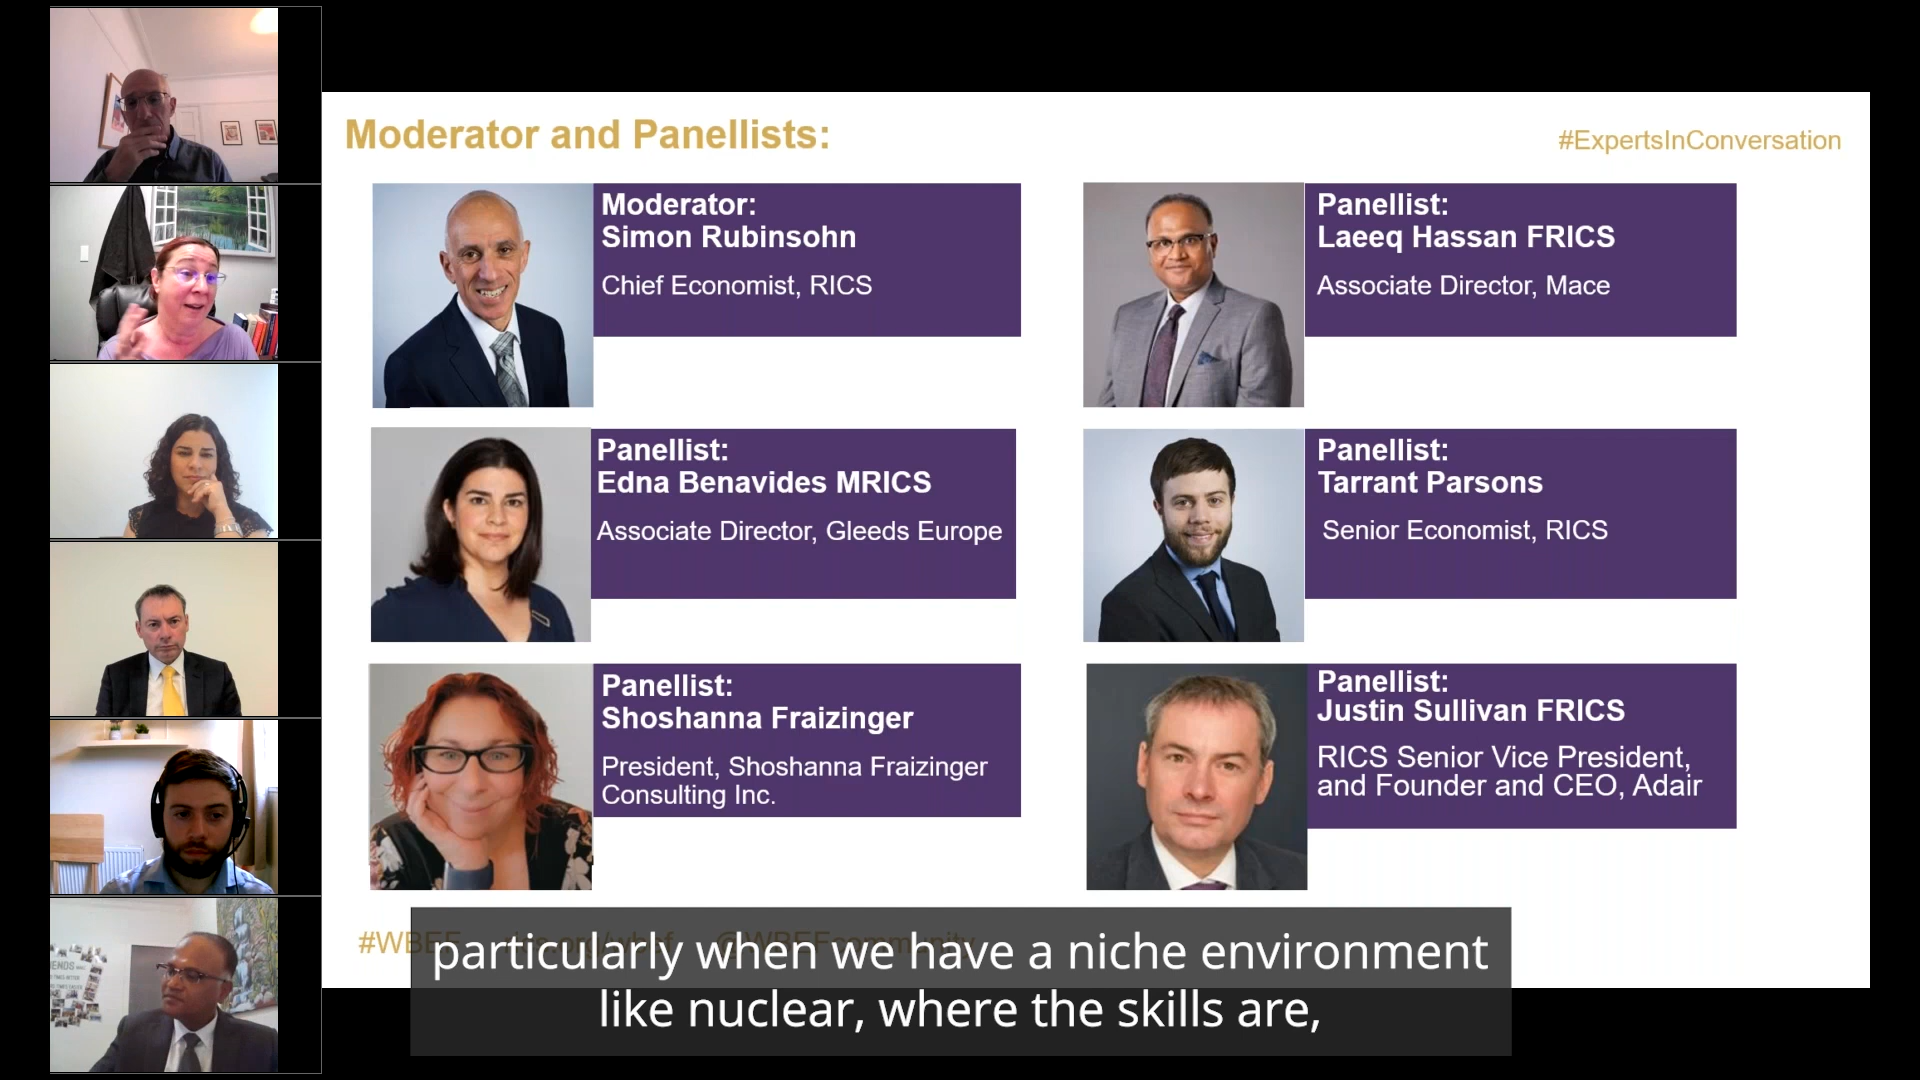 Moderator and Panellists:
#ExpertsInConversation
Moderator:
Simon Rubinsohn
Chief Economist, RICS
Panellist:
Laeeq Hassan FRICS
Associate Director, Mace
Panellist:
Edna Benavides MRICS
Associate Director, Gleeds Europe
Panellist:
Tarrant Parsons
Senior Economist, RICS
Panellist:
Shoshanna Fraizinger
President, Shoshanna Fraizinger
Consulting Inc.
Panellist:
Justin Sullivan FRICS
RICS Senior Vice President,
and Founder and CEO, Adair
#WBEF
particularly when we have a niche environment
like nuclear, where the skills are,